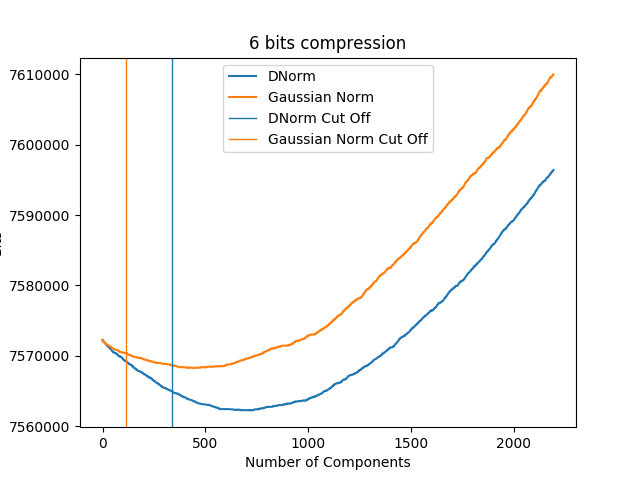 6 bits compression
DNorm
Gaussian Norm
DNorm Cut Off
Gaussian Norm Cut Off
7610000
7600000
7590000
7580000
7570000
7560000
0 500 1000 1500 2000
Number of Components